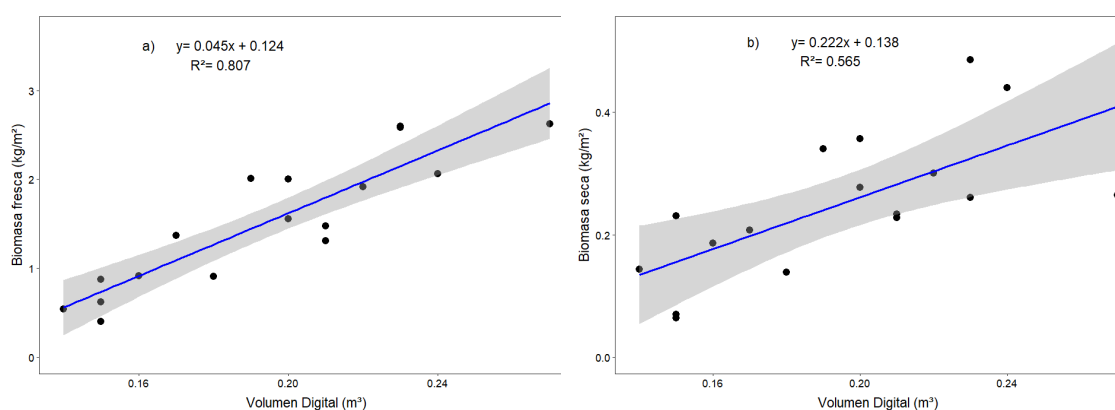 a) y= 0.045x + 0.124
R²= 0.807
3
2
1
0
Biomasa fresca (kg/m²)
0.16 0.20 0.24
Volumen Digital (m³)
b) y= 0.222x + 0.138
R²= 0.565
0.4
0.2
0.0
Biomasa seca (kg/m²)
0.16 0.20 0.24
Volumen Digital (m³)